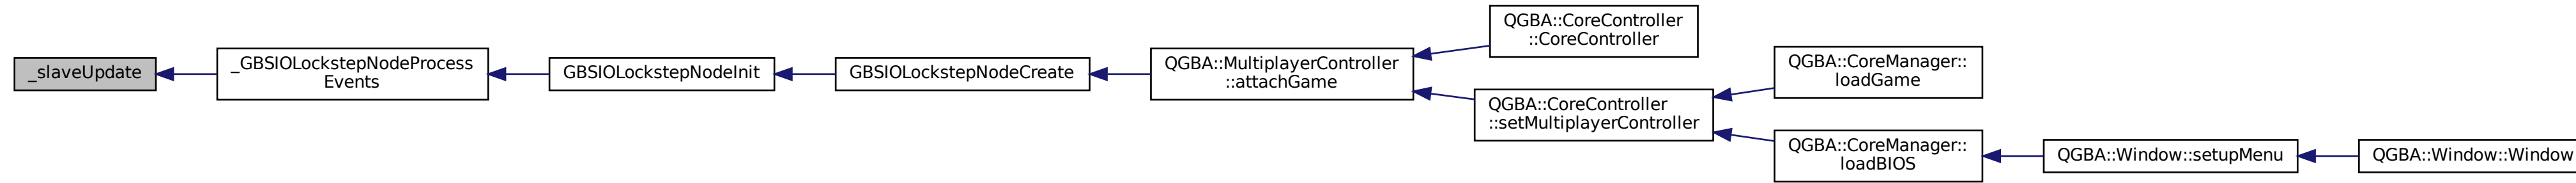 _slaveUpdate
_GBSIOLockstepNodeProcess
Events
GBSIOLockstepNodeInit
GBSIOLockstepNodeCreate
QGBA::MultiplayerController
::attachGame
QGBA::CoreController
::CoreController
QGBA::CoreController
::setMultiplayerController
QGBA::CoreManager::
loadGame
QGBA::CoreManager::
loadBIOS
QGBA::Window::setupMenu
QGBA::Window::Window